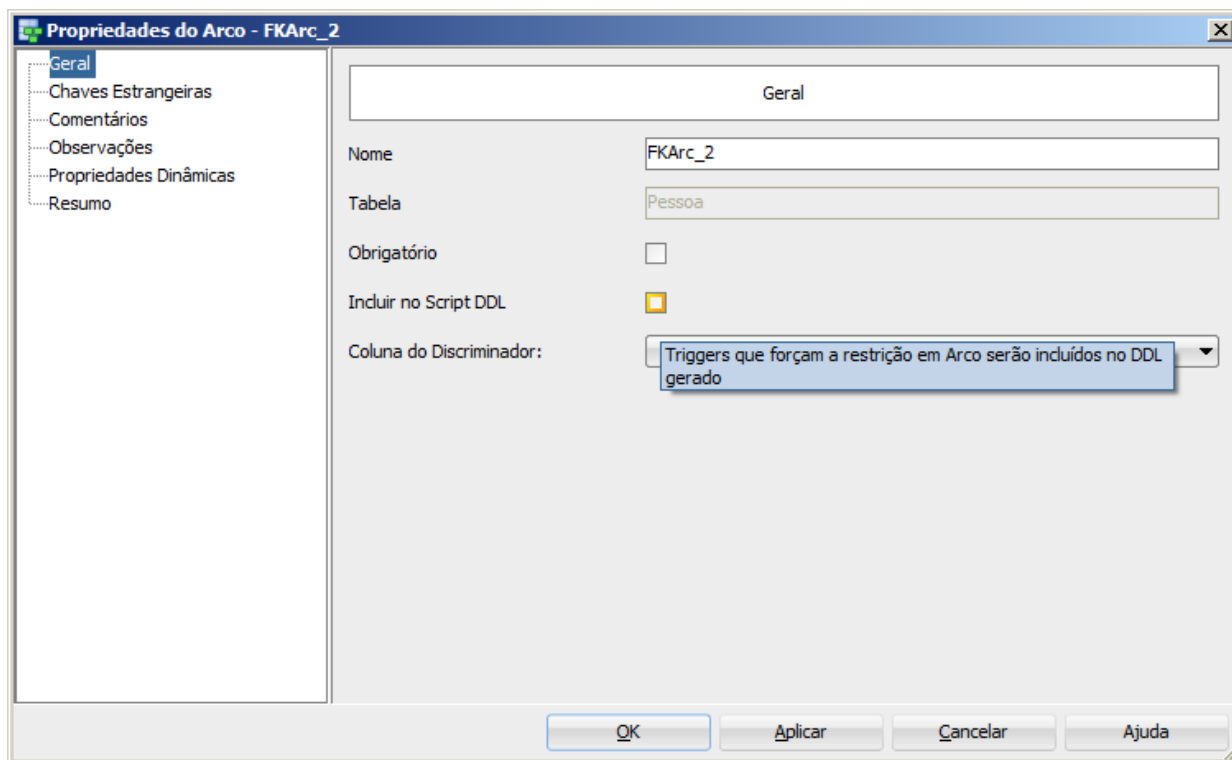 Propriedades do Arco - FKArc_2
Geral
Chaves Estrangeiras
Comentários
Observações
Propriedades Dinâmicas
Resumo
Geral
Nome
FKArc_2
Tabela
Pessoa
Obrigatório
Incluir no Script DDL
Coluna do Discriminador:
Triggers que forçam a restrição em Arco serão incluídos no DDL
gerado
OK
Aplicar
Cancelar
Ajuda